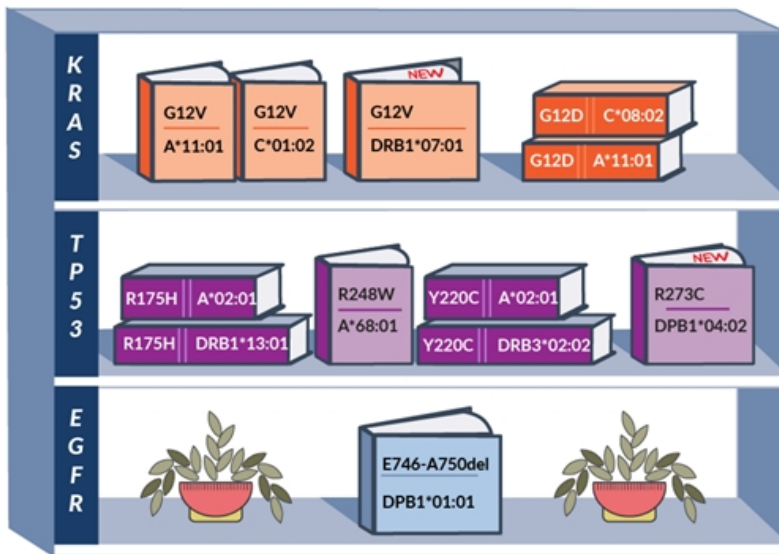 KRAS
G12V
A*11:01
G12V
C*01:02
NEW
G12V
DRB1*07:01
G12D C*08:02
G12D A*11:01
TP53
R175H A*02:01
R175H DRB1*13:01
R248W
A*68:01
Y220C A*02:01
Y220C DRB3*02:02
NEW
R273C
DPB1*04:02
EGFR
E746-A750del
DPB1*01:01